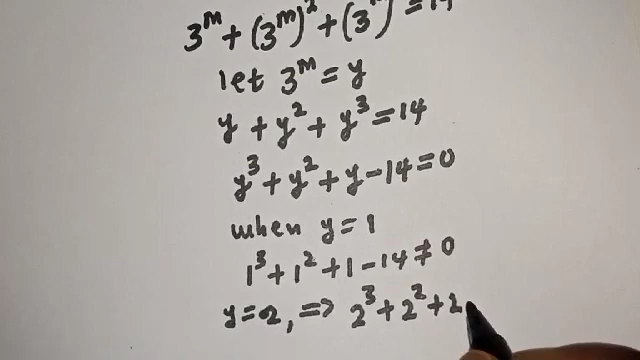 3^m + (3^m)^2 + (3^m) = 14
let 3^m = y
y + y^2 + y^3 = 14
y^3 + y^2 + y - 14 = 0
when y = 1
1^3 + 1^2 + 1 - 14 ≠ 0
y = 2, => 2^3 + 2^2 + 2